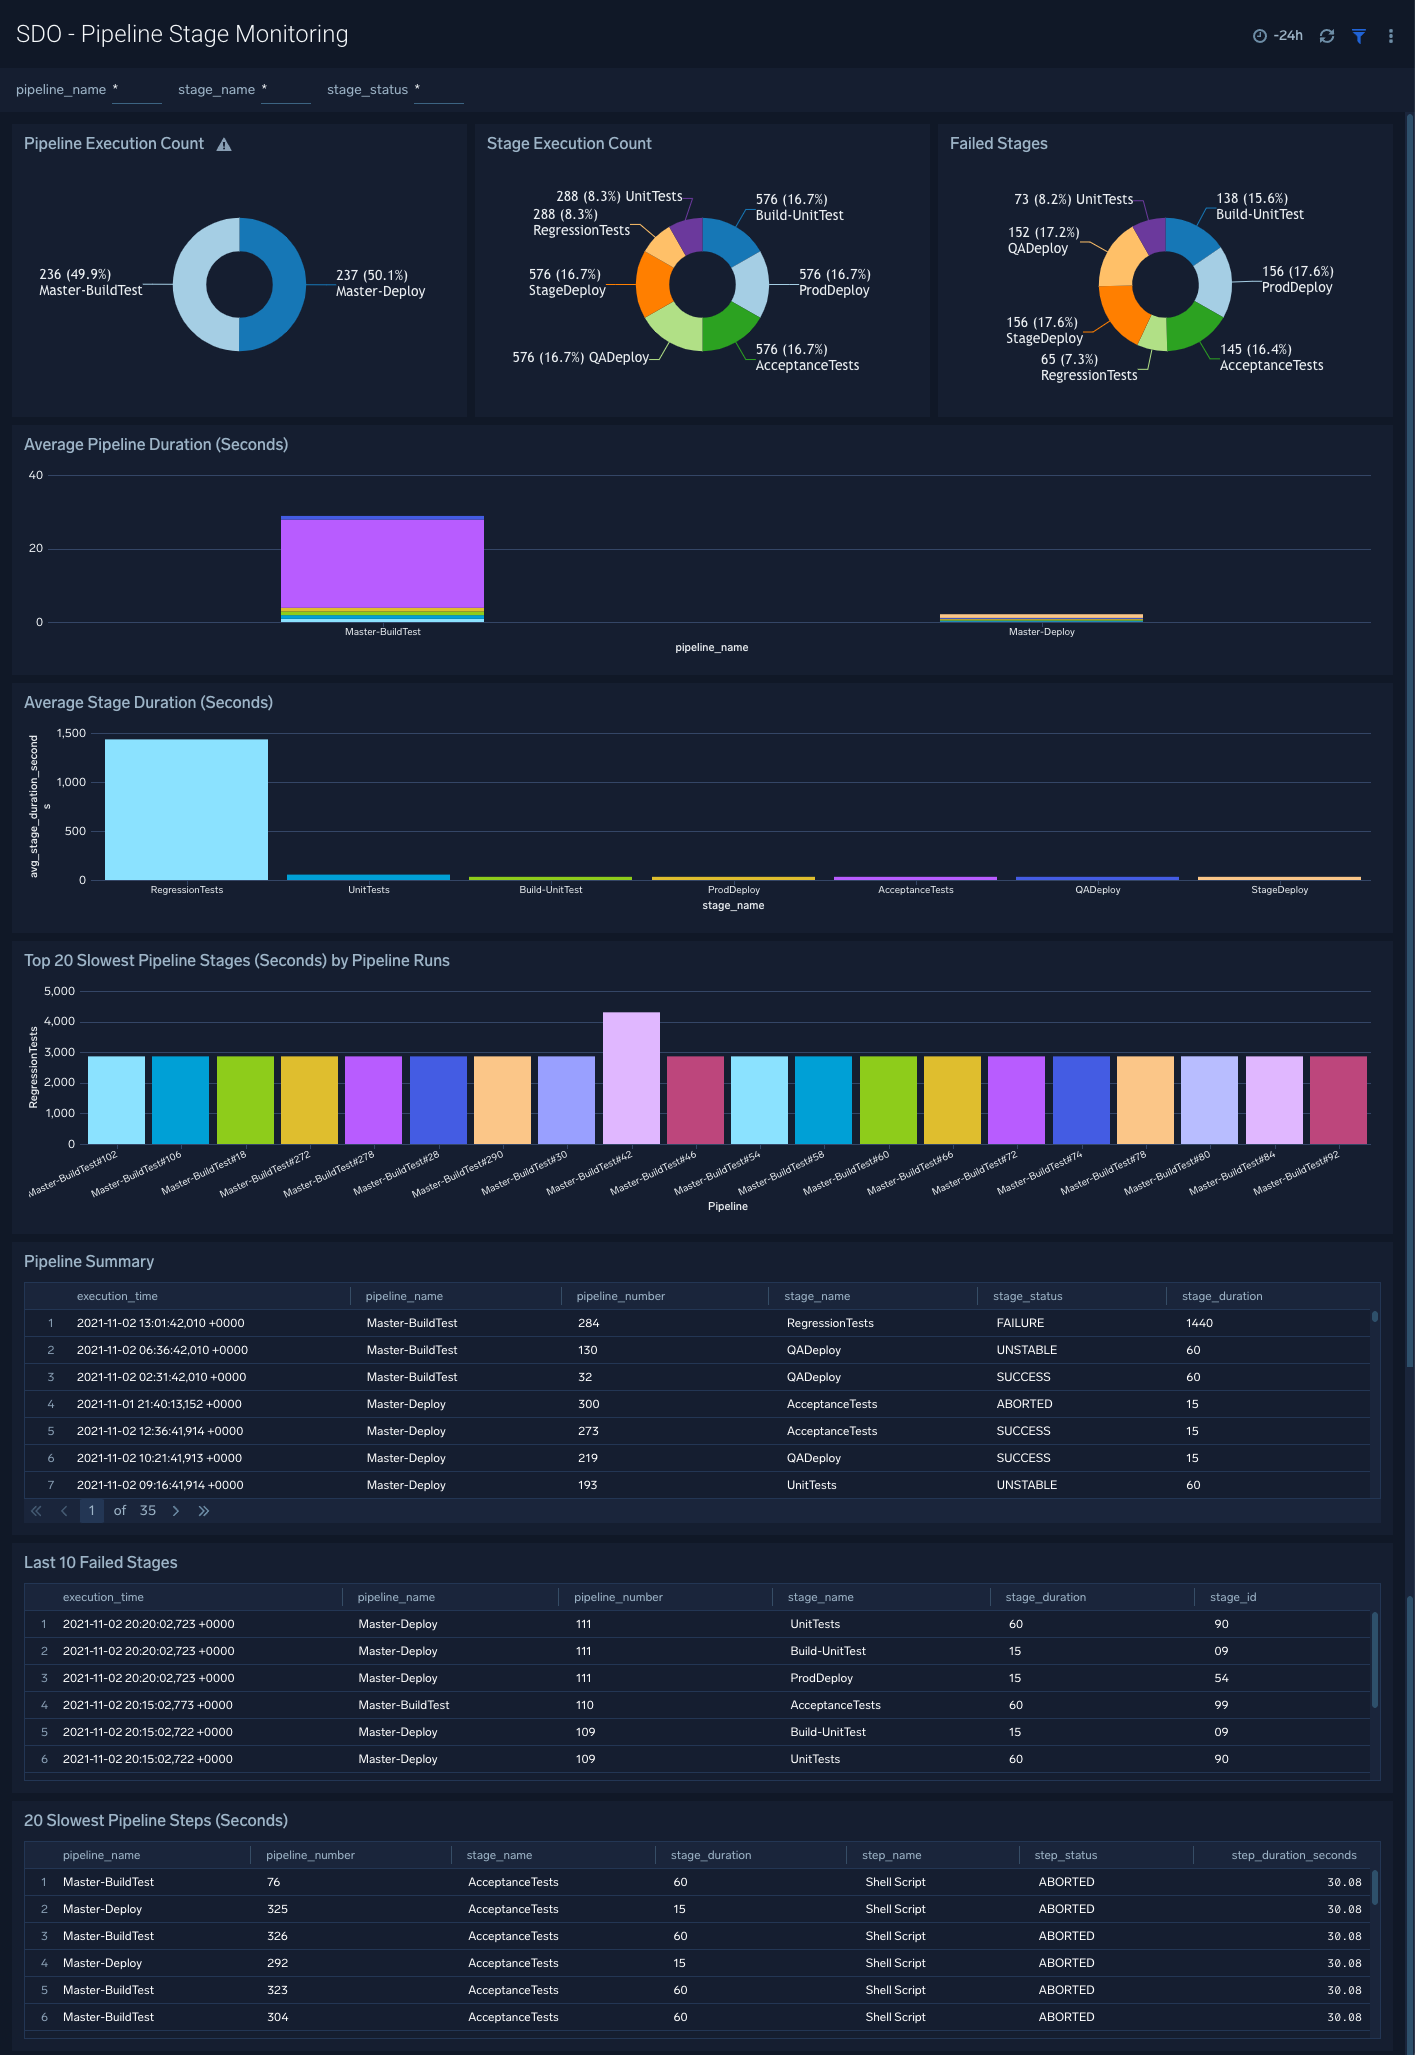 SDO - Pipeline Stage Monitoring
-24h
pipeline_name * stage_name * stage_status *
Pipeline Execution Count
236 (49.9%)
Master-BuildTest
237 (50.1%)
Master-Deploy
Stage Execution Count
288 (8.3%) UnitTests
288 (8.3%)
RegressionTests
576 (16.7%)
StageDeploy
576 (16.7%) QADeploy
576 (16.7%)
Build-UnitTest
576 (16.7%)
ProdDeploy
576 (16.7%)
AcceptanceTests
Failed Stages
73 (8.2%) UnitTests
152 (17.2%)
QADeploy
156 (17.6%)
StageDeploy
65 (7.3%)
RegressionTests
138 (15.6%)
Build-UnitTest
156 (17.6%)
ProdDeploy
145 (16.4%)
AcceptanceTests
Average Pipeline Duration (Seconds)
40
20
0
Master-BuildTest Master-Deploy
pipeline_name
Average Stage Duration (Seconds)
avg_stage_duration_second
s
1,500
1,000
500
0
RegressionTests UnitTests Build-UnitTest ProdDeploy AcceptanceTests QADeploy StageDeploy
stage_name
Top 20 Slowest Pipeline Stages (Seconds) by Pipeline Runs
RegressionTests
5,000
4,000
3,000
2,000
1,000
0
Master-BuildTest#102
Master-BuildTest#106
Master-BuildTest#18
Master-BuildTest#272
Master-BuildTest#278
Master-BuildTest#28
Master-BuildTest#290
Master-BuildTest#30
Master-BuildTest#42
Master-BuildTest#46
Master-BuildTest#54
Master-BuildTest#58
Master-BuildTest#60
Master-BuildTest#66
Master-BuildTest#72
Master-BuildTest#74
Master-BuildTest#78
Master-BuildTest#80
Master-BuildTest#84
Master-BuildTest#92
Pipeline
Pipeline Summary
execution_time pipeline_name pipeline_number stage_name stage_status stage_duration
1 2021-11-02 13:01:42,010 +0000 Master-BuildTest 284 RegressionTests FAILURE 1440
2 2021-11-02 06:36:42,010 +0000 Master-BuildTest 130 QADeploy UNSTABLE 60
3 2021-11-02 02:31:42,010 +0000 Master-BuildTest 32 QADeploy SUCCESS 60
4 2021-11-01 21:40:13,152 +0000 Master-Deploy 300 AcceptanceTests ABORTED 15
5 2021-11-02 12:36:41,914 +0000 Master-Deploy 273 AcceptanceTests SUCCESS 15
6 2021-11-02 10:21:41,913 +0000 Master-Deploy 219 QADeploy SUCCESS 15
7 2021-11-02 09:16:41,914 +0000 Master-Deploy 193 UnitTests UNSTABLE 60
1 of 35
Last 10 Failed Stages
execution_time pipeline_name pipeline_number stage_name stage_duration stage_id
1 2021-11-02 20:20:02,723 +0000 Master-Deploy 111 UnitTests 60 90
2 2021-11-02 20:20:02,723 +0000 Master-Deploy 111 Build-UnitTest 15 09
3 2021-11-02 20:20:02,723 +0000 Master-Deploy 111 ProdDeploy 15 54
4 2021-11-02 20:15:02,773 +0000 Master-BuildTest 110 AcceptanceTests 60 99
5 2021-11-02 20:15:02,722 +0000 Master-Deploy 109 Build-UnitTest 15 09
6 2021-11-02 20:15:02,722 +0000 Master-Deploy 109 UnitTests 60 90
20 Slowest Pipeline Steps (Seconds)
pipeline_name pipeline_number stage_name stage_duration step_name step_status step_duration_seconds
1 Master-BuildTest 76 AcceptanceTests 60 Shell Script ABORTED 30.08
2 Master-Deploy 325 AcceptanceTests 15 Shell Script ABORTED 30.08
3 Master-BuildTest 326 AcceptanceTests 60 Shell Script ABORTED 30.08
4 Master-Deploy 292 AcceptanceTests 15 Shell Script ABORTED 30.08
5 Master-BuildTest 323 AcceptanceTests 60 Shell Script ABORTED 30.08
6 Master-BuildTest 304 AcceptanceTests 60 Shell Script ABORTED 30.08